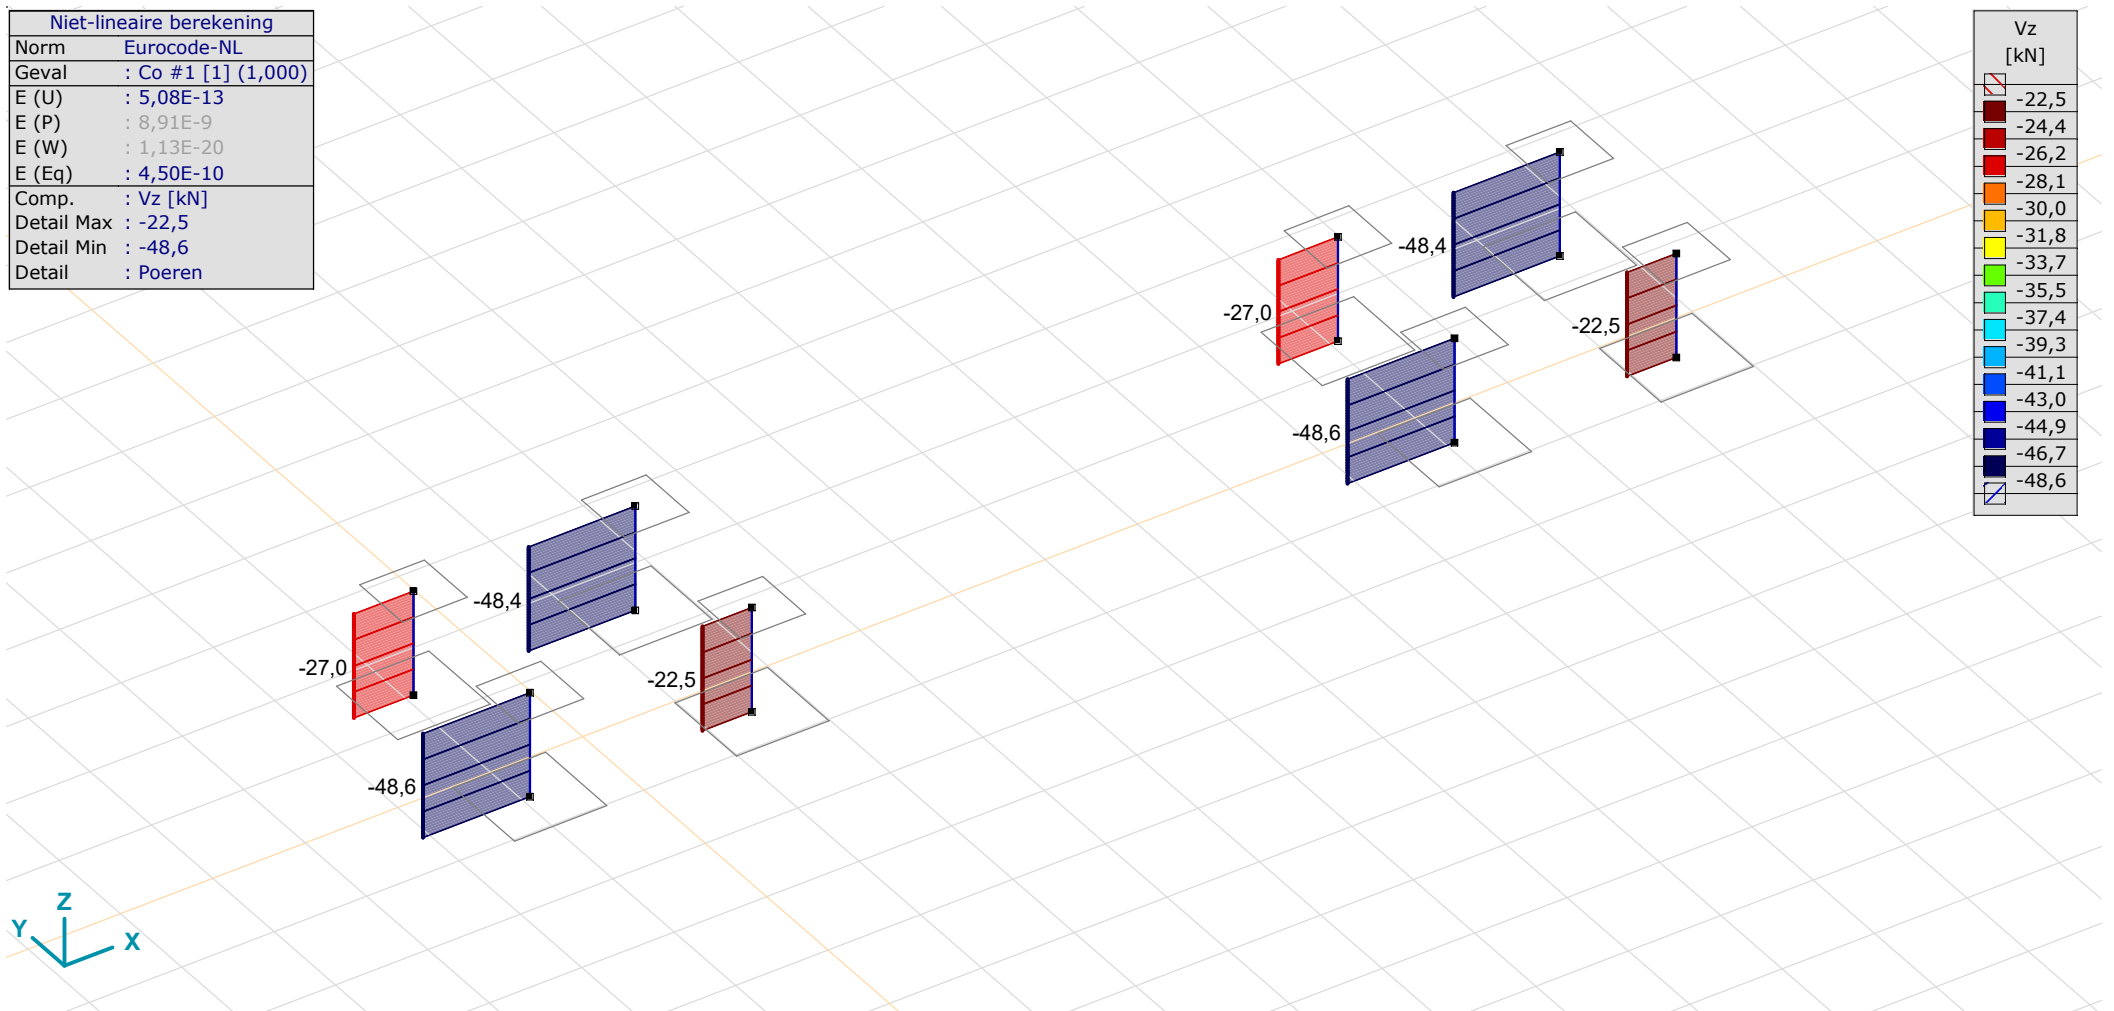 Niet-lineaire berekening
Norm Eurocode-NL
Geval : Co #1 [1] (1,000)
E (U) : 5,08E-13
E (P) : 8,91E-9
E (W) : 1,13E-20
E (Eq) : 4,50E-10
Comp. : Vz [kN]
Detail Max : -22,5
Detail Min : -48,6
Detail : Poeren
Vz
[kN]
-22,5
-24,4
-26,2
-28,1
-30,0
-31,8
-33,7
-35,5
-37,4
-39,3
-41,1
-43,0
-44,9
-46,7
-48,6
-48,4
-27,0
-22,5
-48,6
-48,4
-27,0
-22,5
-48,6
Z
Y
X